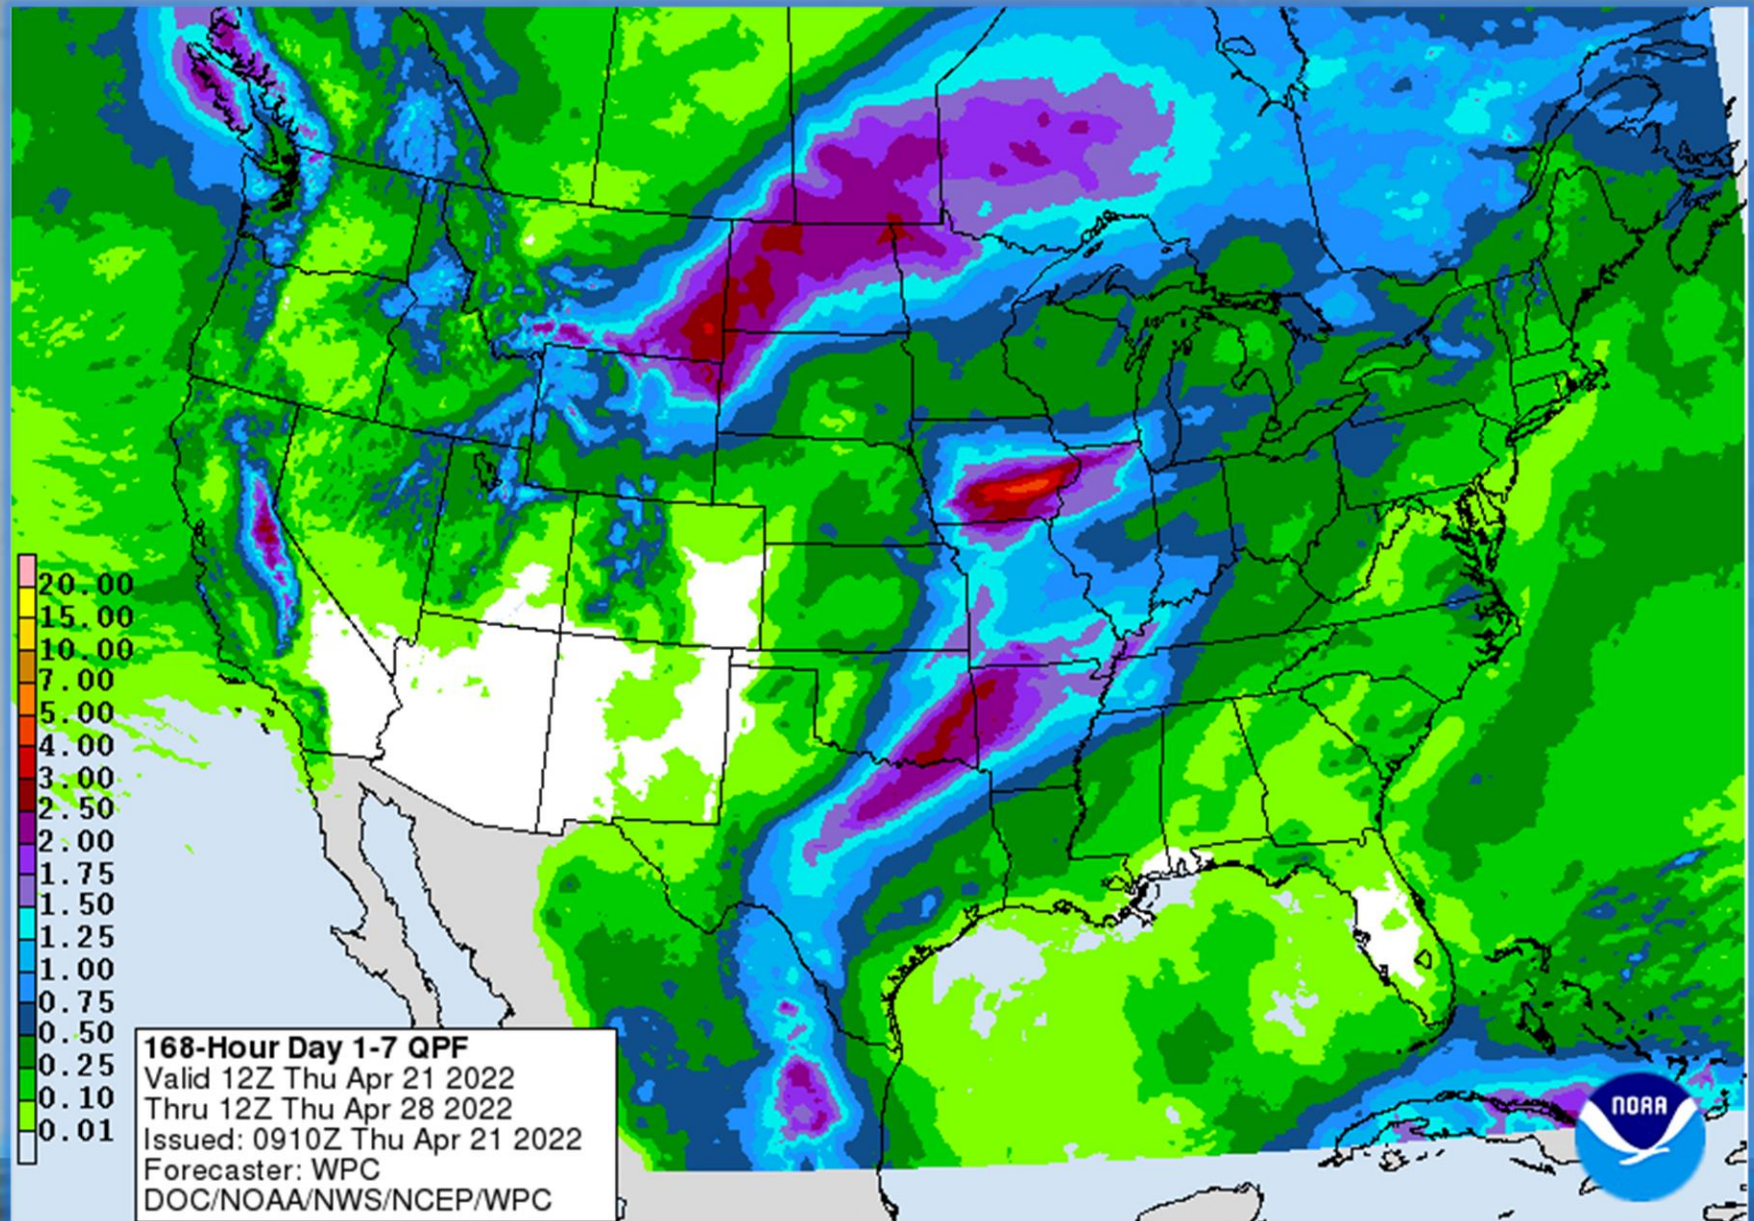 20.00
15.00
10.00
7.00
5.00
4.00
3.00
2.50
2.00
1.75
1.50
1.25
1.00
0.75
0.50
0.25
0.10
0.01
168-Hour Day 1-7 QPF
Valid 12Z Thu Apr 21 2022
Thru 12Z Thu Apr 28 2022
Issued: 0910Z Thu Apr 21 2022
Forecaster: WPC
DOC/NOAA/NWS/NCEP/WPC
NOAA